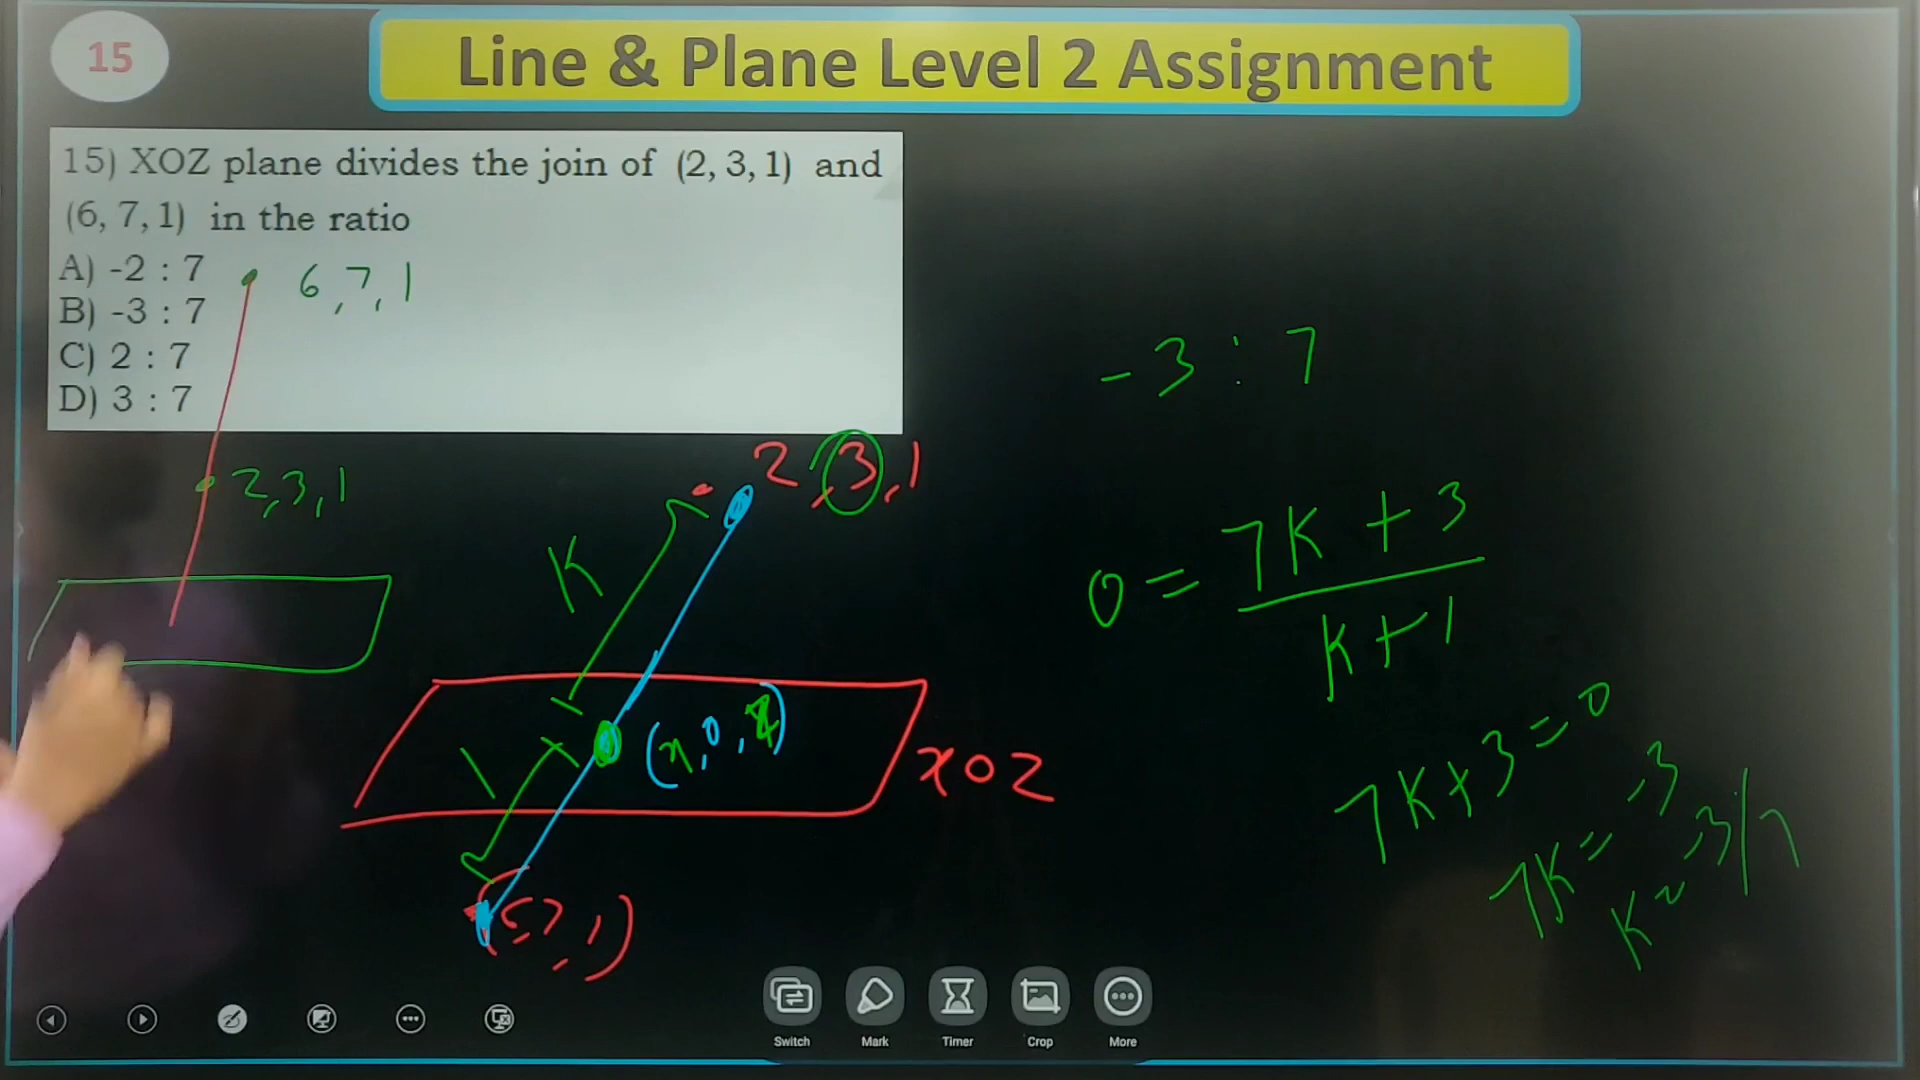 15
Line & Plane Level 2 Assignment
15) XOZ plane divides the join of (2, 3, 1) and
(6, 7, 1) in the ratio
A) -2 : 7
B) -3 : 7
C) 2 : 7
D) 3 : 7
6,7,1
2,3,1
-3:7
2,3,1
K
0 = 7K+3
K+1
1
(x,0,z)
XOZ
7K+3=0
7K=-3
K=-3/7
,7,1)
Switch
Mark
Timer
Crop
More